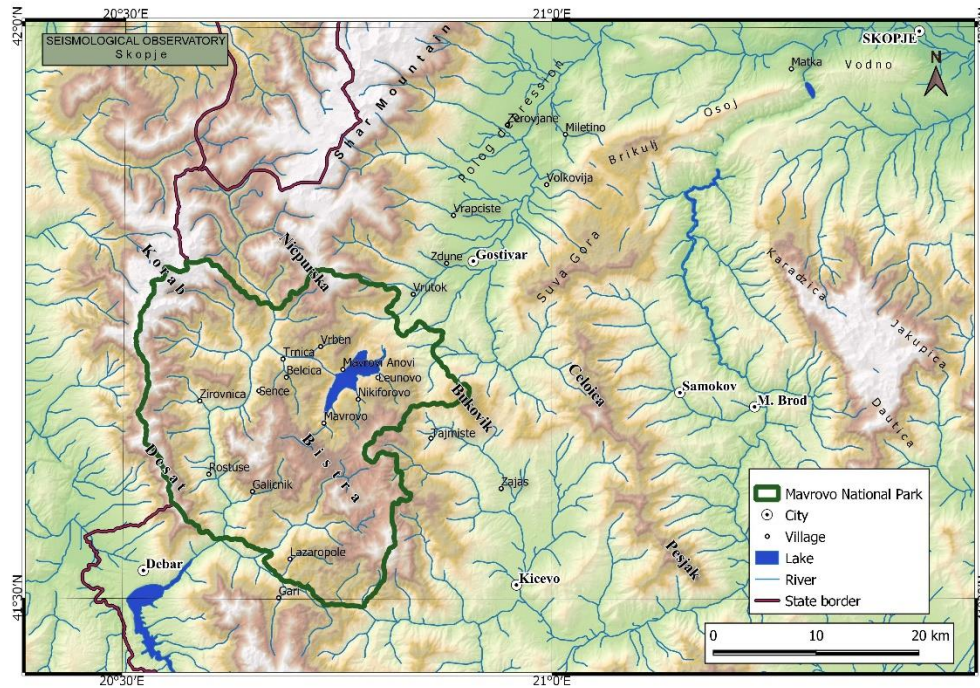 20°30'E
21°0'E
42°0'N
SEISMOLOGICAL OBSERVATORY
Skopje
SKOPJE
N
Matka
Vodno
Shar Mountain
Polog depression
Zerovjane
Miletino
Osoj
Brikulj
Volkovija
Vrapciste
Zdune
Gostivar
Suva Gora
Korab
Nicpurska
Vrutok
Karadzica
Jakupica
Dautica
Vrben
Trnica
Mavrovi Anovi
Belcica
Leunovo
Sence
Nikiforovo
Zirovnica
Mavrovo
Bukovik
Celoica
Samokov
M. Brod
Tajmiste
Bistra
Desat
Rostuse
Galicnik
Zajas
Lazaropole
Debar
Gari
Kicevo
Pesjak
41°30'N
Mavrovo National Park
City
Village
Lake
River
State border
0 10 20 km
20°30'E
21°0'E